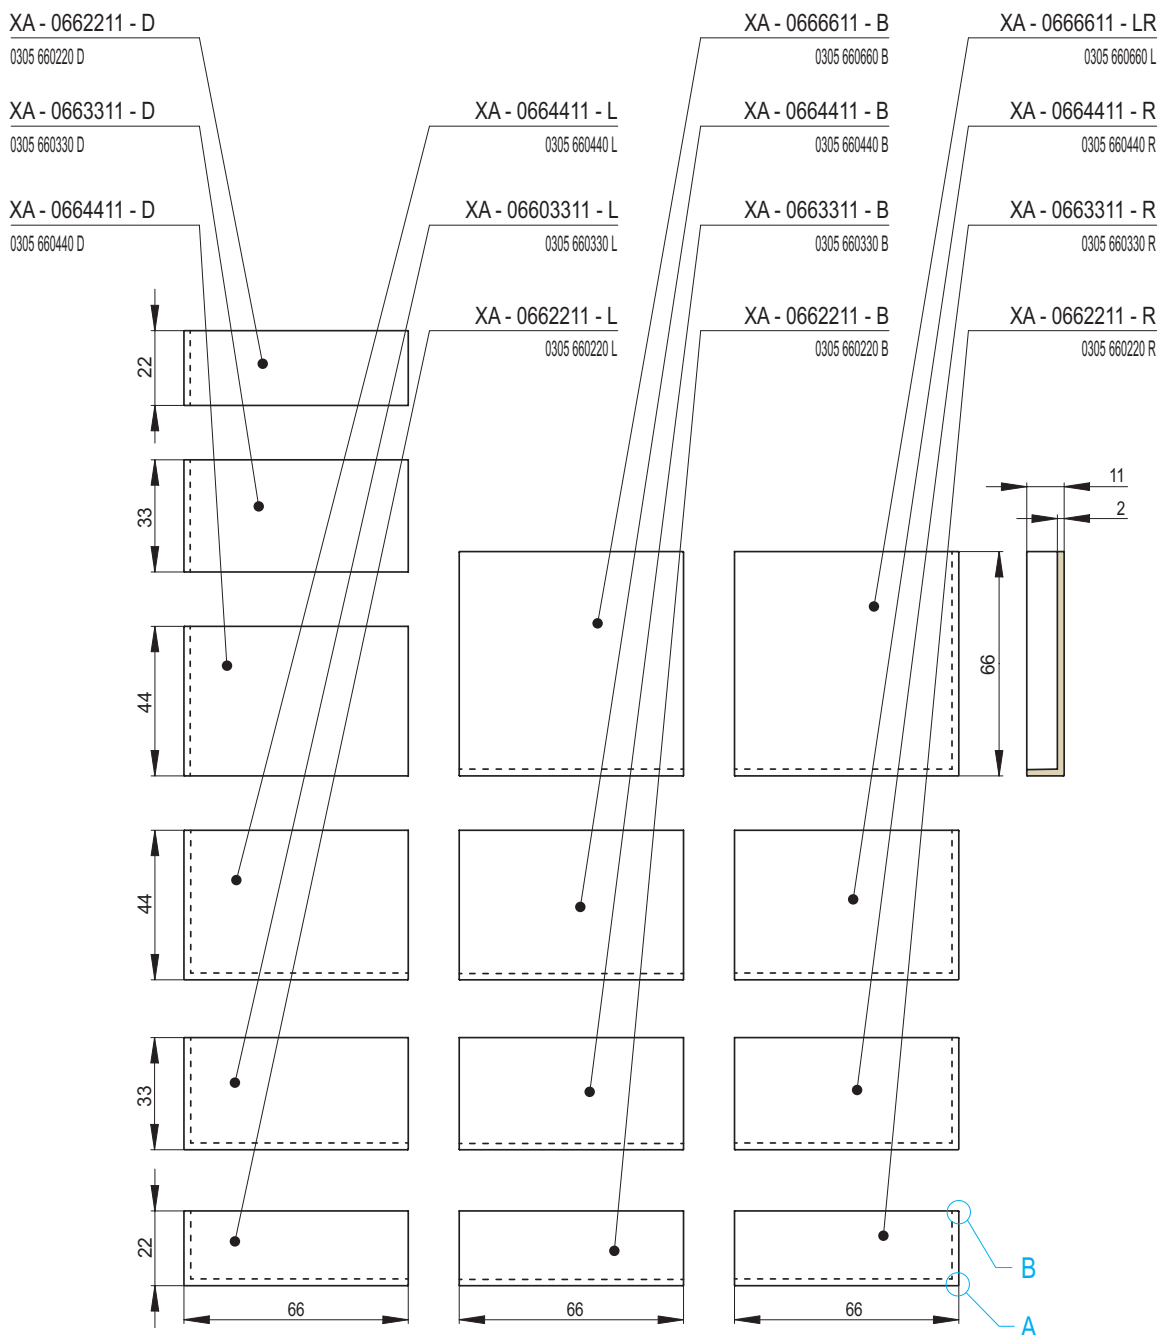 XA - 0662211 - D
0305 660220 D
XA - 0666611 - B
0305 660660 B
XA - 0666611 - LR
0305 660660 L
XA - 0663311 - D
0305 660330 D
XA - 0664411 - L
0305 660440 L
XA - 0664411 - B
0305 660440 B
XA - 0664411 - R
0305 660440 R
XA - 0664411 - D
0305 660440 D
XA - 06603311 - L
0305 660330 L
XA - 0663311 - B
0305 660330 B
XA - 0663311 - R
0305 660330 R
XA - 0662211 - L
0305 660220 L
XA - 0662211 - B
0305 660220 B
XA - 0662211 - R
0305 660220 R
22
33
11
2
44
66
44
33
22
B
66
66
66
A